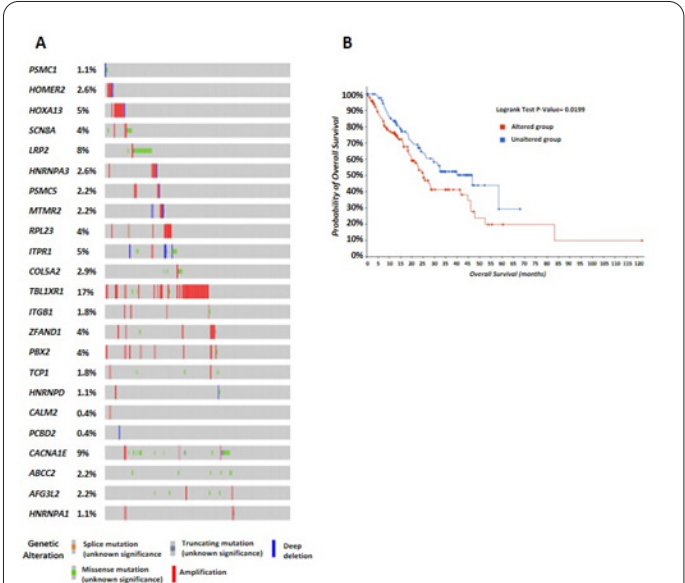 A
PSMC1 1.1%
HOMER2 2.6%
HOXA13 5%
SCN8A 4%
LRP2 8%
HNRNPA3 2.6%
PSMC5 2.2%
MTMR2 2.2%
RPL23 4%
ITPR1 5%
COL5A2 2.9%
TBL1XR1 17%
ITGB1 1.8%
ZFAND1 4%
PBX2 4%
TCP1 1.8%
HNRNPD 1.1%
CALM2 0.4%
PCBD2 0.4%
CACNA1E 9%
ABCC2 2.2%
AFG3L2 2.2%
HNRNPA1 1.1%
Genetic Alteration
Splice mutation (unknown significance
Truncating mutation (unknown significance)
Deep deletion
Missense mutation (unknown significance)
Amplification
B
Logrank Test P-Value= 0.0199
Altered group
Unaltered group
Probability of Overall Survival
100%
90%
80%
70%
60%
50%
40%
30%
20%
10%
0%
0 5 10 15 20 25 30 35 40 45 50 55 60 65 70 75 80 85 90 95 100 105 110 115 120
Overall Survival (months)